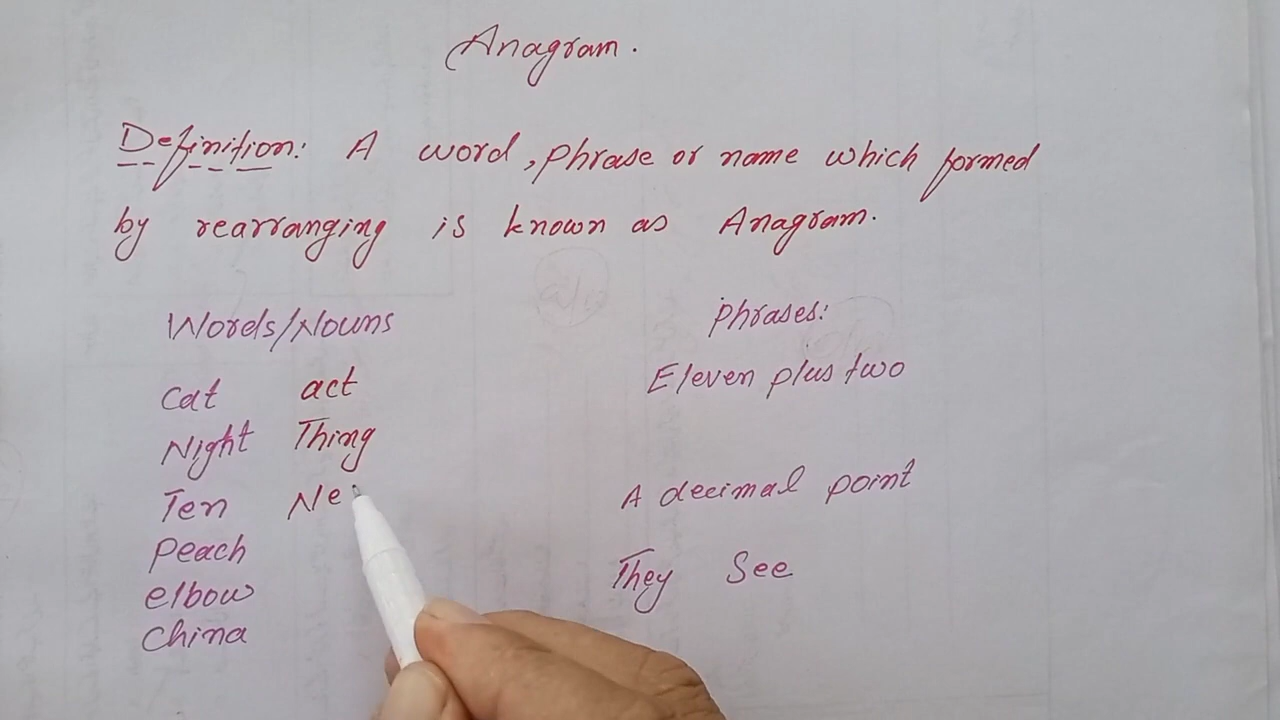 Anagram.
Definition: A word, phrase or name which formed
by rearranging is known as Anagram.
Words/Nouns
Cat act
Night Thing
Ten Ne
Peach
elbow
China
Phrases:
Eleven plus two
A decimal point
They See